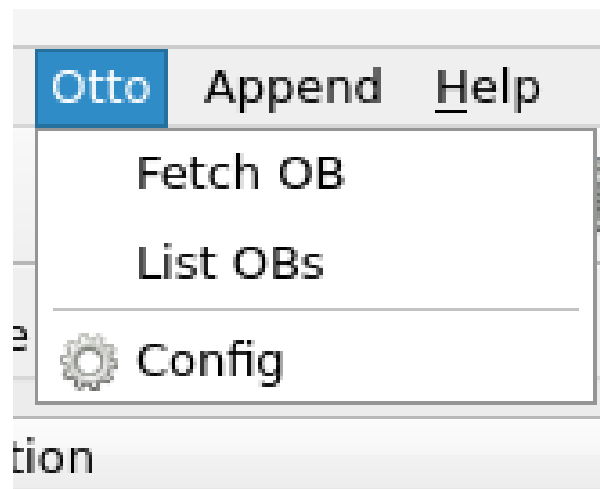 Otto Append Help
Fetch OB
List OBs
e
Config
tion